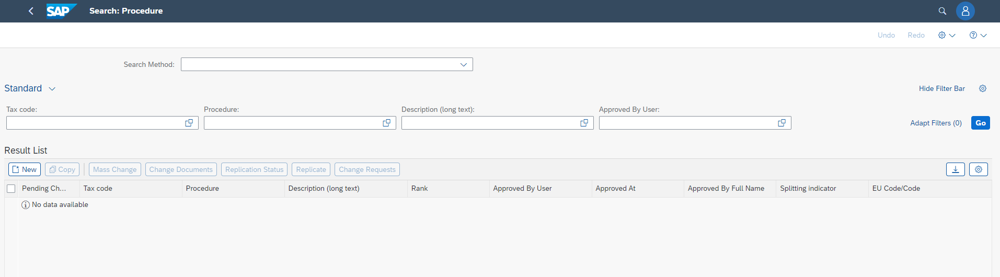 SAP Search: Procedure
Undo Redo
Search Method:
Standard
Hide Filter Bar
Tax code: Procedure: Description (long text): Approved By User:
Adapt Filters (0) Go
Result List
New Copy Mass Change Change Documents Replication Status Replicate Change Requests
Pending Ch... Tax code Procedure Description (long text) Rank Approved By User Approved At Approved By Full Name Splitting indicator EU Code/Code
No data available